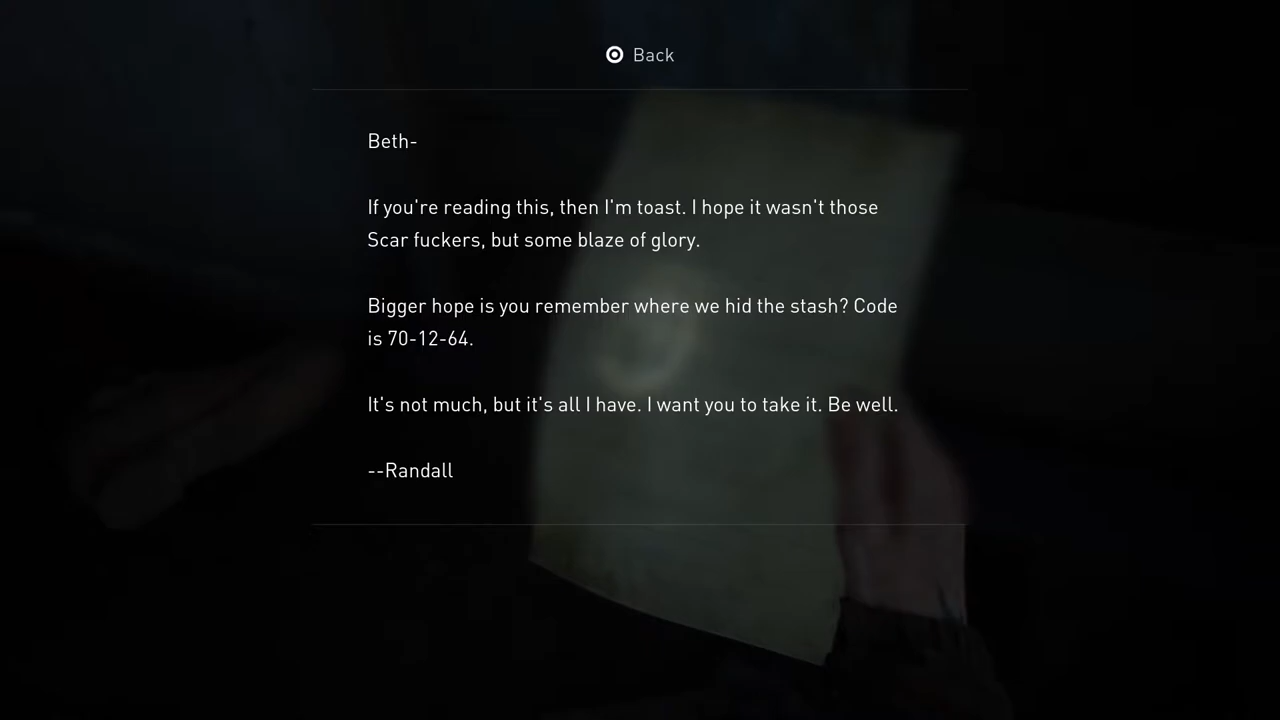 Back
Beth-
If you're reading this, then I'm toast. I hope it wasn't those
Scar fuckers, but some blaze of glory.
Bigger hope is you remember where we hid the stash? Code
is 70-12-64.
It's not much, but it's all I have. I want you to take it. Be well.
--Randall